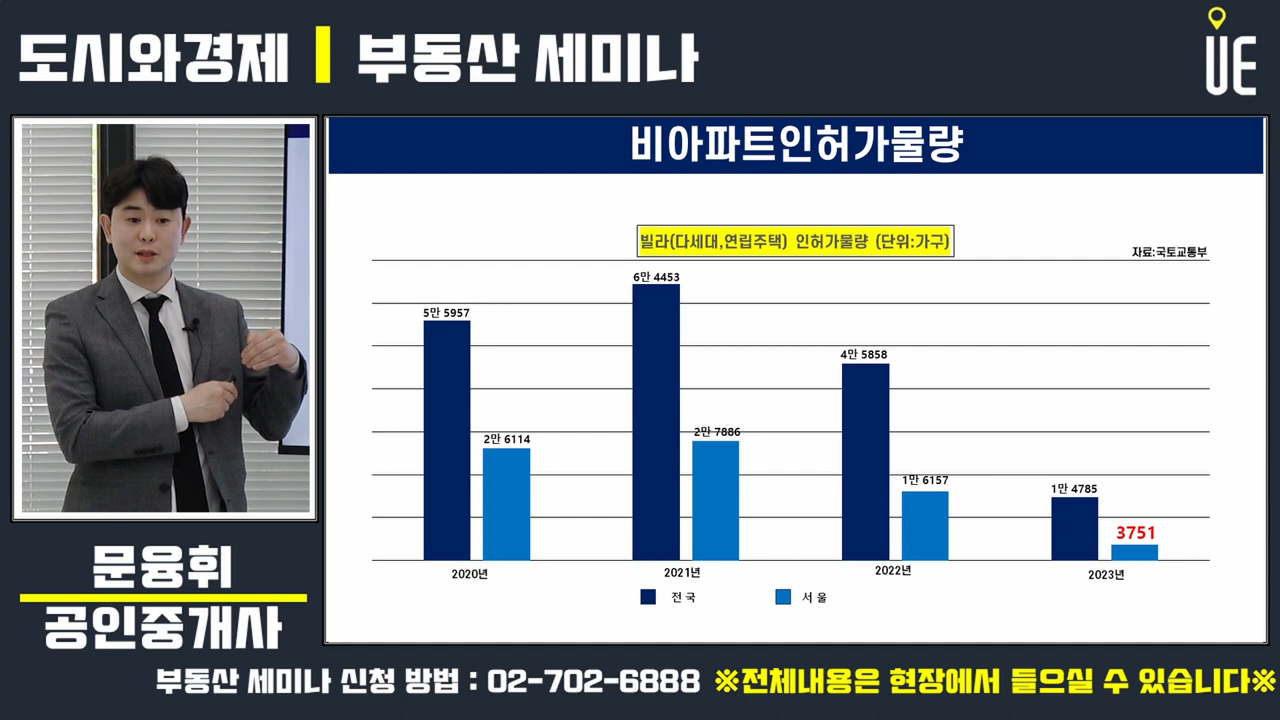 도시와경제 | 부동산 세미나
UE
비아파트인허가물량
빌라(다세대,연립주택) 인허가물량 (단위:가구)
자료:국토교통부
5만 5957
2만 6114
6만 4453
2만 7886
4만 5858
1만 6157
1만 4785
3751
2020년
2021년
2022년
2023년
전국
서울
문융휘
공인중개사
부동산 세미나 신청 방법 : 02-702-6888 ※전체내용은 현장에서 들으실 수 있습니다※